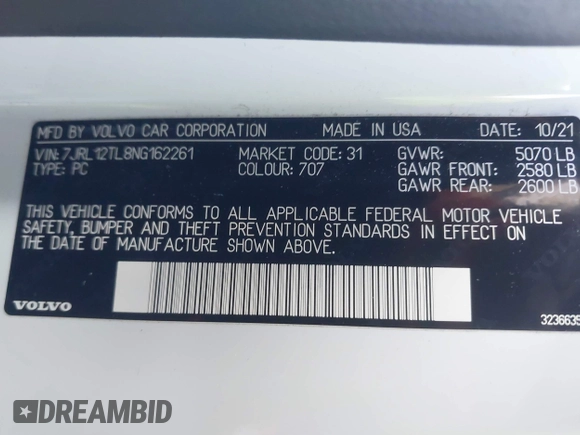 MFD BY VOLVO CAR CORPORATION MADE IN USA DATE: 10/21
VIN: 7JRL12TL8NG162261 MARKET CODE: 31 GVWR: 5070 LB
TYPE: PC COLOUR: 707 GAWR FRONT: 2580 LB
GAWR REAR: 2600 LB
THIS VEHICLE CONFORMS TO ALL APPLICABLE FEDERAL MOTOR VEHICLE
SAFETY, BUMPER AND THEFT PREVENTION STANDARDS IN EFFECT ON
THE DATE OF MANUFACTURE SHOWN ABOVE.
VOLVO
3236635
DREAMBID